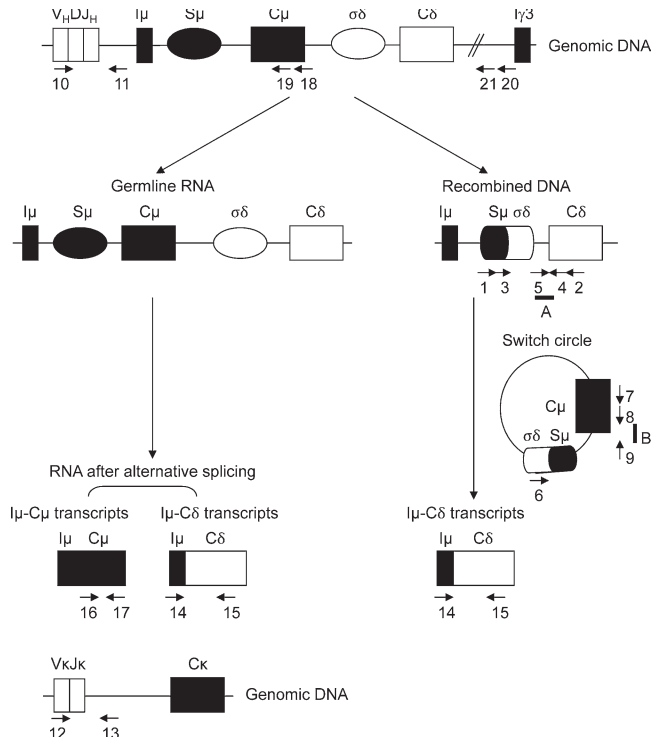 VHDJH Iμ Sμ Cμ σδ Cδ Iγ3
Genomic DNA
10 11 19 18 21 20
Germline RNA
Recombined DNA
Iμ Sμ Cμ σδ Cδ
Iμ Sμ σδ Cδ
1 3 5 4 2
A
Switch circle
Cμ
7
8
B
9
σδ Sμ
6
RNA after alternative splicing
Iμ-Cμ transcripts
Iμ-Cδ transcripts
Iμ-Cδ transcripts
Iμ Cμ
Iμ Cδ
Iμ Cδ
16 17
14 15
14 15
VκJκ Cκ
Genomic DNA
12 13